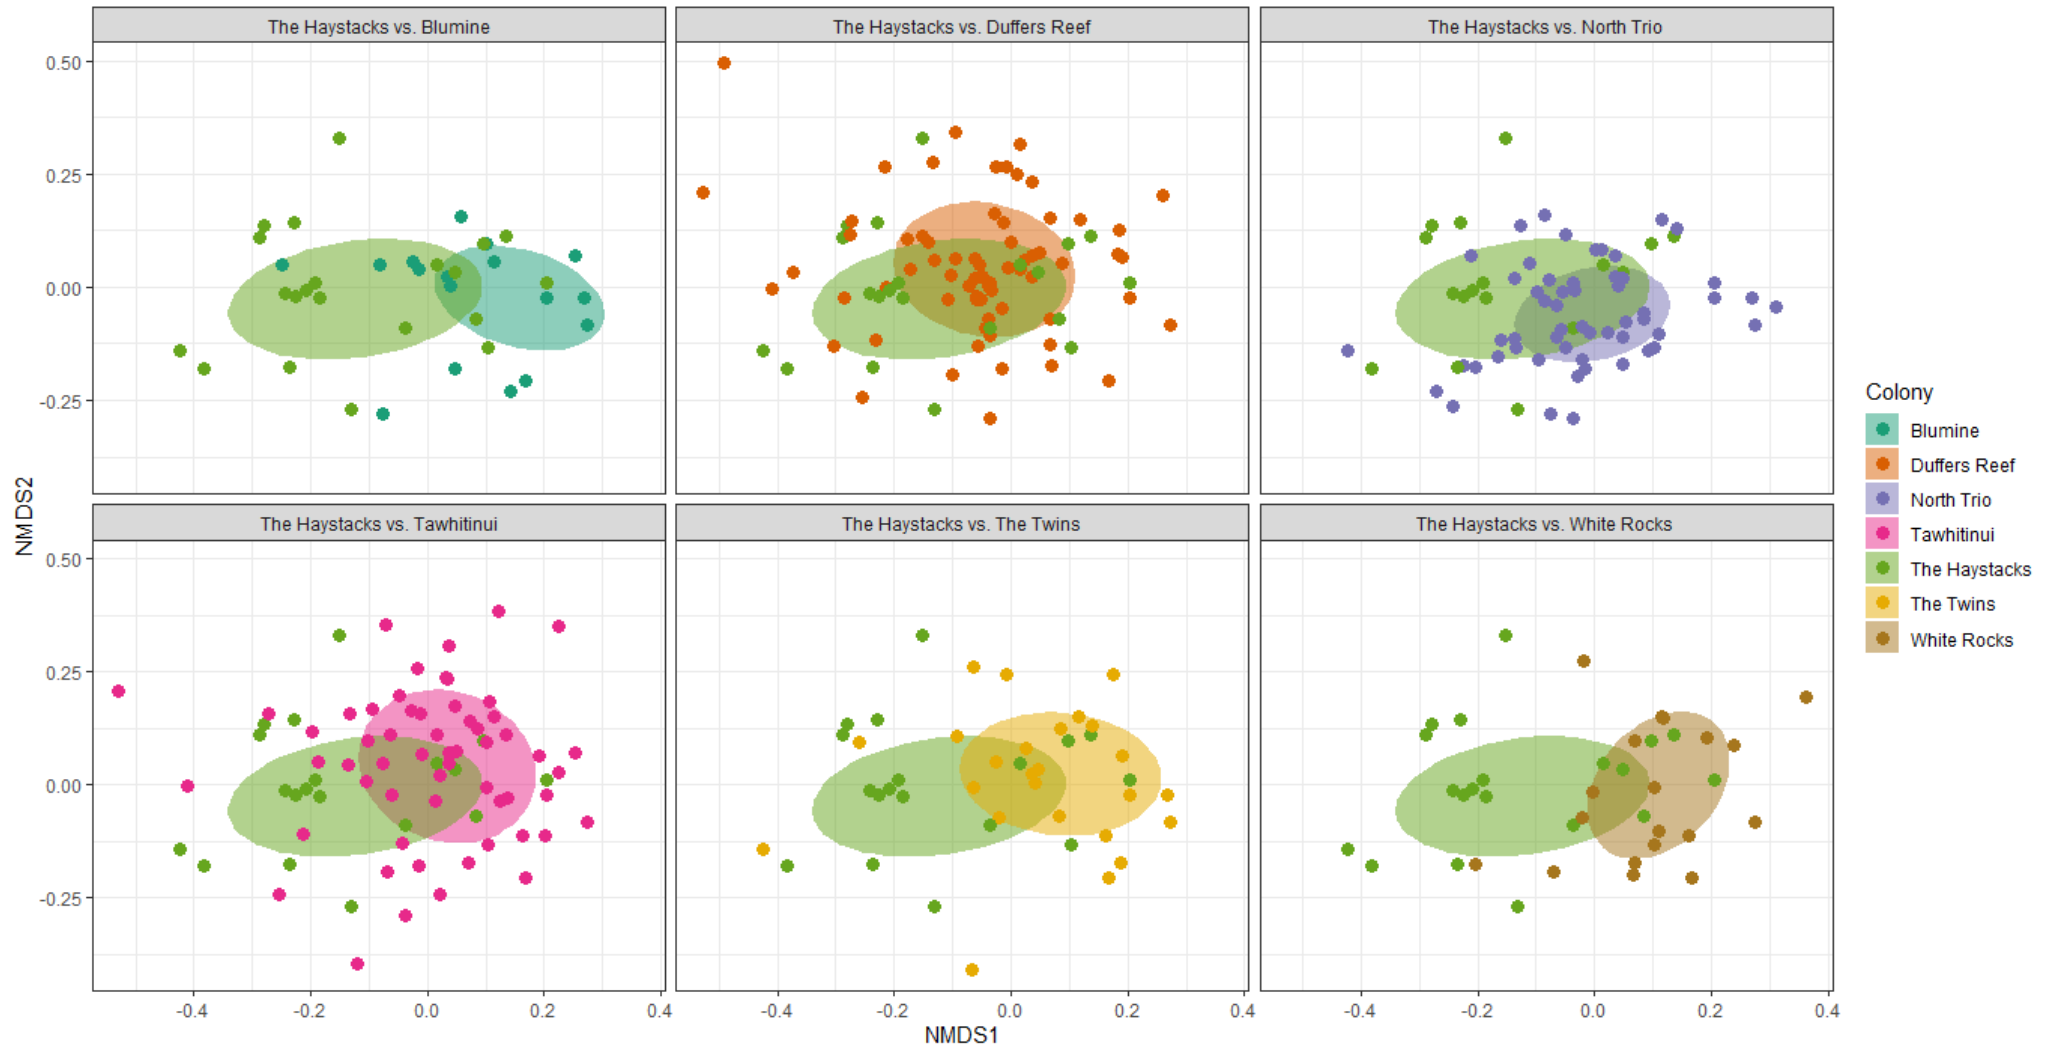 The Haystacks vs. Blumine
The Haystacks vs. Duffers Reef
The Haystacks vs. North Trio
0.50
0.25
0.00
-0.25
The Haystacks vs. Tawhitinui
The Haystacks vs. The Twins
The Haystacks vs. White Rocks
0.50
0.25
0.00
-0.25
-0.4 -0.2 0.0 0.2 0.4
-0.4 -0.2 0.0 0.2 0.4
-0.4 -0.2 0.0 0.2 0.4
NMDS1
NMDS2
Colony
Blumine
Duffers Reef
North Trio
Tawhitinui
The Haystacks
The Twins
White Rocks